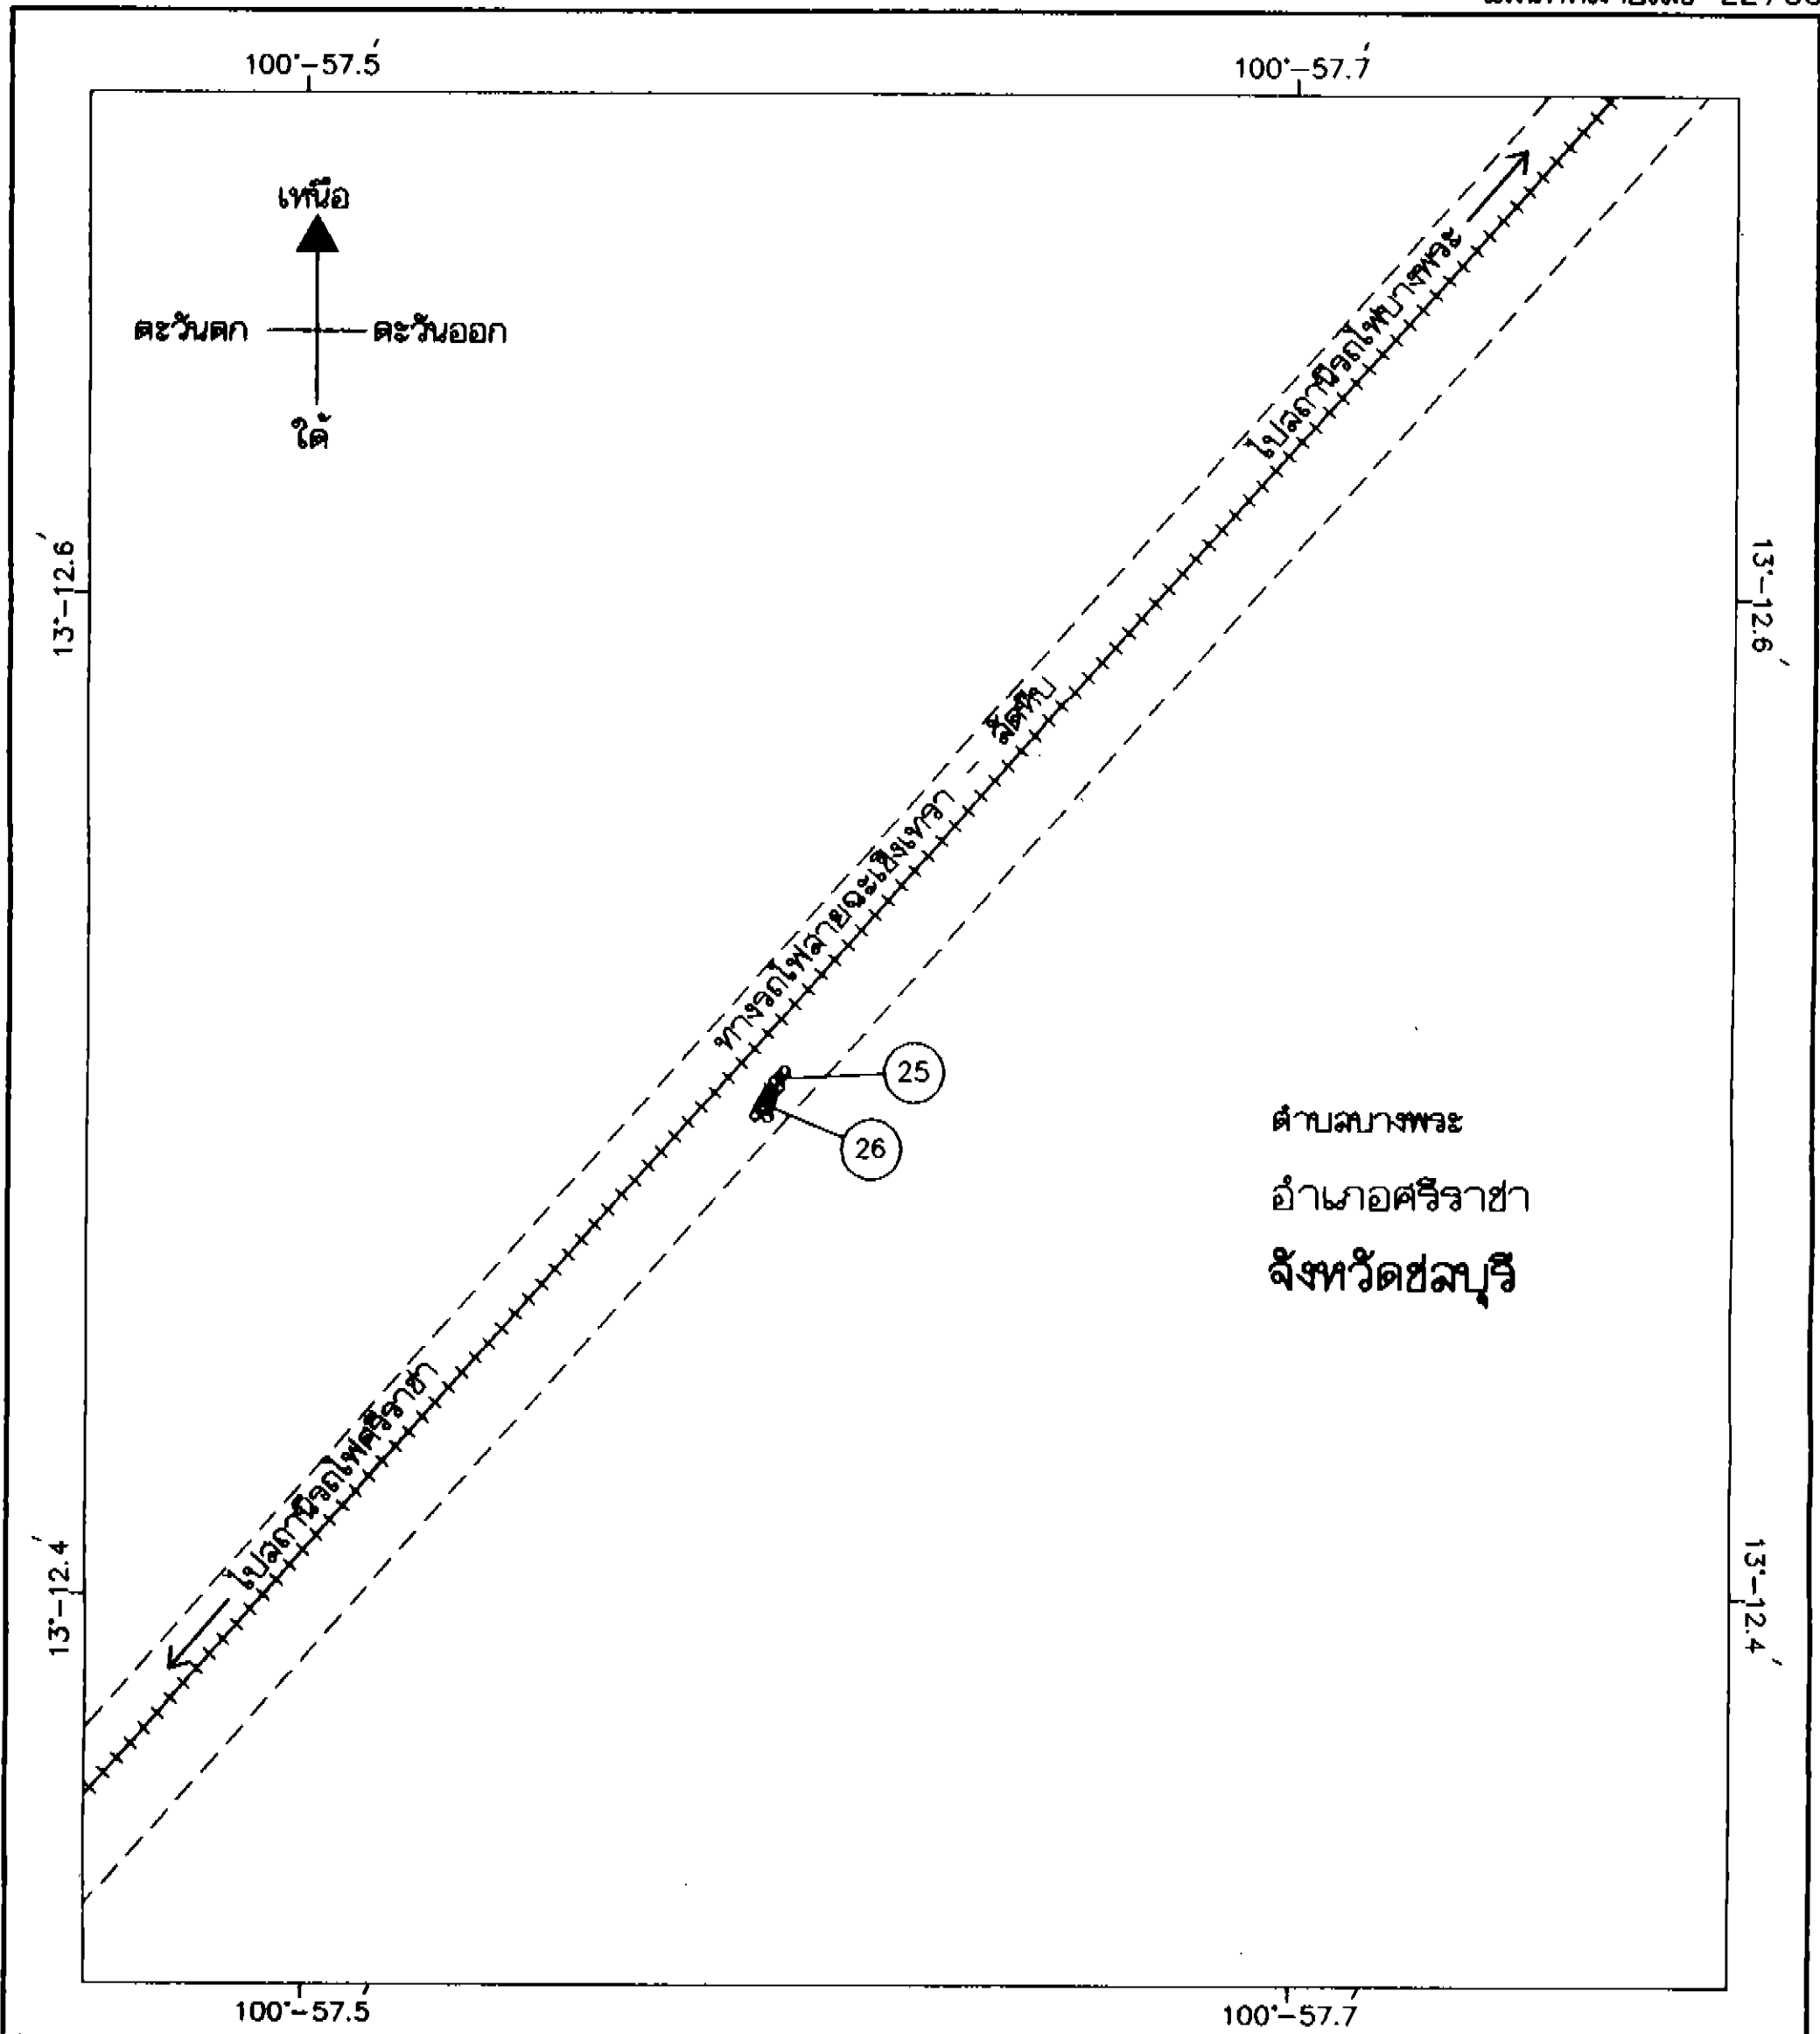 100°-57.5'
100°-57.7'
เหนือ
ตะวันตก
ตะวันออก
ใต้
ไปสถานีรถไฟบางพระ
13°-12.6'
13°-12.6'
ทางรถไฟสายฉะเชิงเทรา - สัตหีบ
25
26
ตำบลบางพระ
อำเภอศรีราชา
จังหวัดชลบุรี
ไปสถานีรถไฟศรีราชา
13°-12.4'
13°-12.4'
100°-57.5'
100°-57.7'